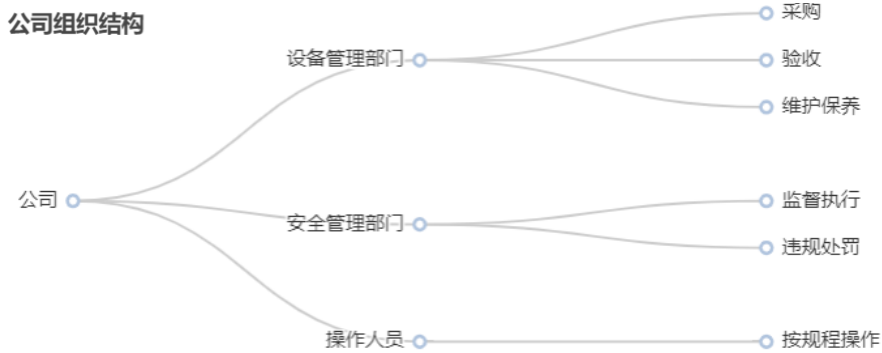 公司组织结构
公司
设备管理部门
采购
验收
维护保养
安全管理部门
监督执行
违规处罚
操作人员
按规程操作